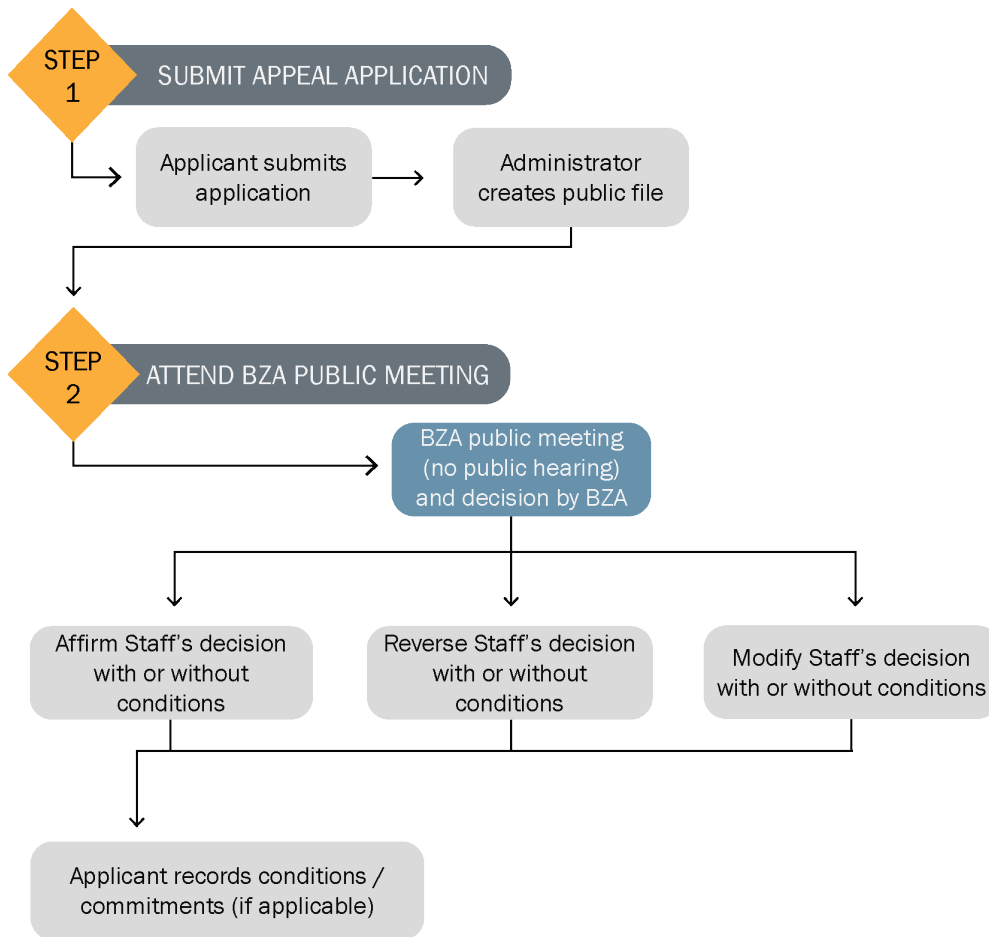 STEP
1
SUBMIT APPEAL APPLICATION
Applicant submits
application
Administrator
creates public file
STEP
2
ATTEND BZA PUBLIC MEETING
BZA public meeting
(no public hearing)
and decision by BZA
Affirm Staff’s decision
with or without
conditions
Reverse Staff’s decision
with or without
conditions
Modify Staff’s decision
with or without conditions
Applicant records conditions /
commitments (if applicable)